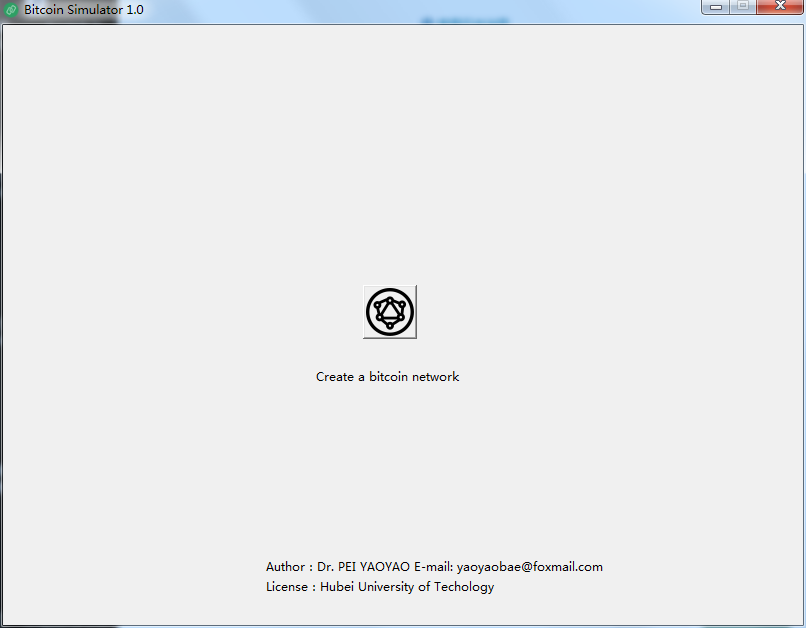 Bitcoin Simulator 1.0
Create a bitcoin network
Author : Dr. PEI YAOYAO E-mail: yaoyaobae@foxmail.com
License : Hubei University of Techology